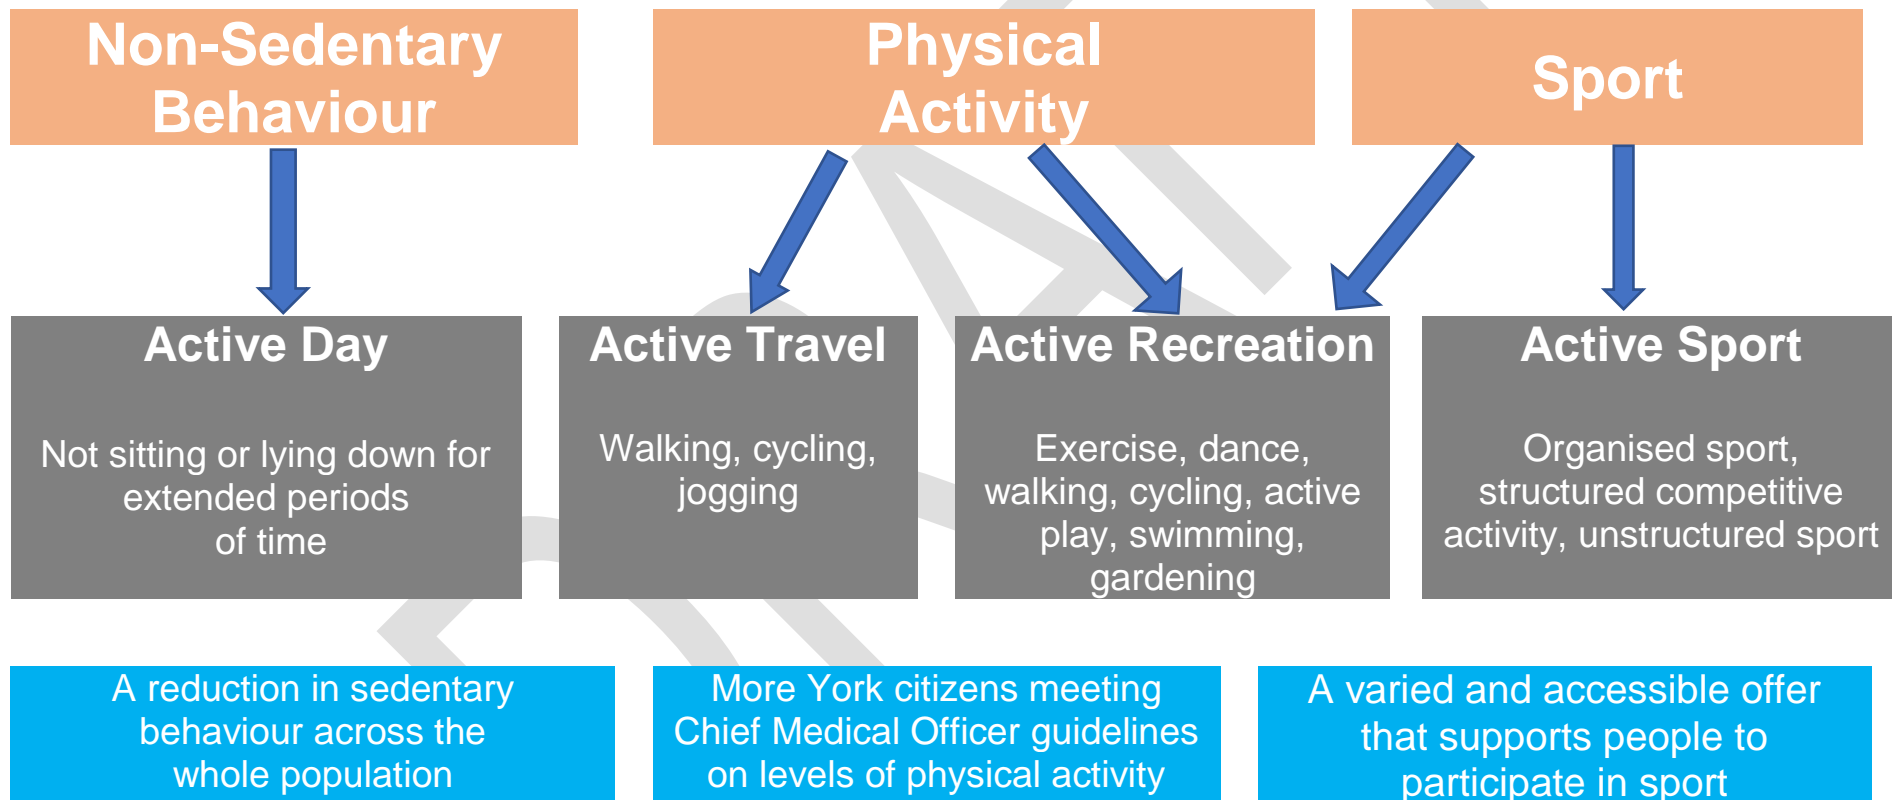 Non-Sedentary
Behaviour
Physical
Activity
Sport
Active Day
Not sitting or lying down for
extended periods
of time
Active Travel
Walking, cycling,
jogging
Active Recreation
Exercise, dance,
walking, cycling, active
play, swimming,
gardening
Active Sport
Organised sport,
structured competitive
activity, unstructured sport
A reduction in sedentary
behaviour across the
whole population
More York citizens meeting
Chief Medical Officer guidelines
on levels of physical activity
A varied and accessible offer
that supports people to
participate in sport